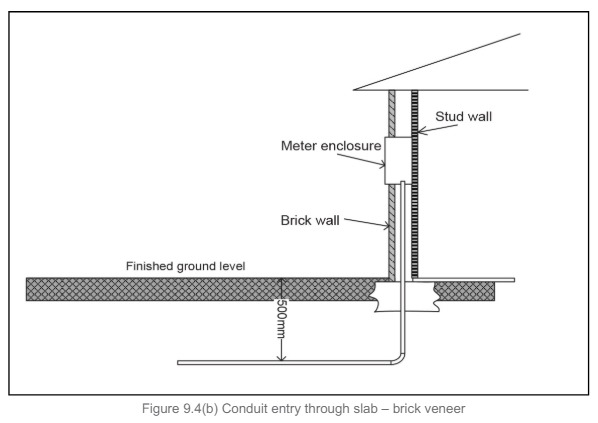 Stud wall
Meter enclosure
Brick wall
Finished ground level
500mm
Figure 9.4(b) Conduit entry through slab – brick veneer